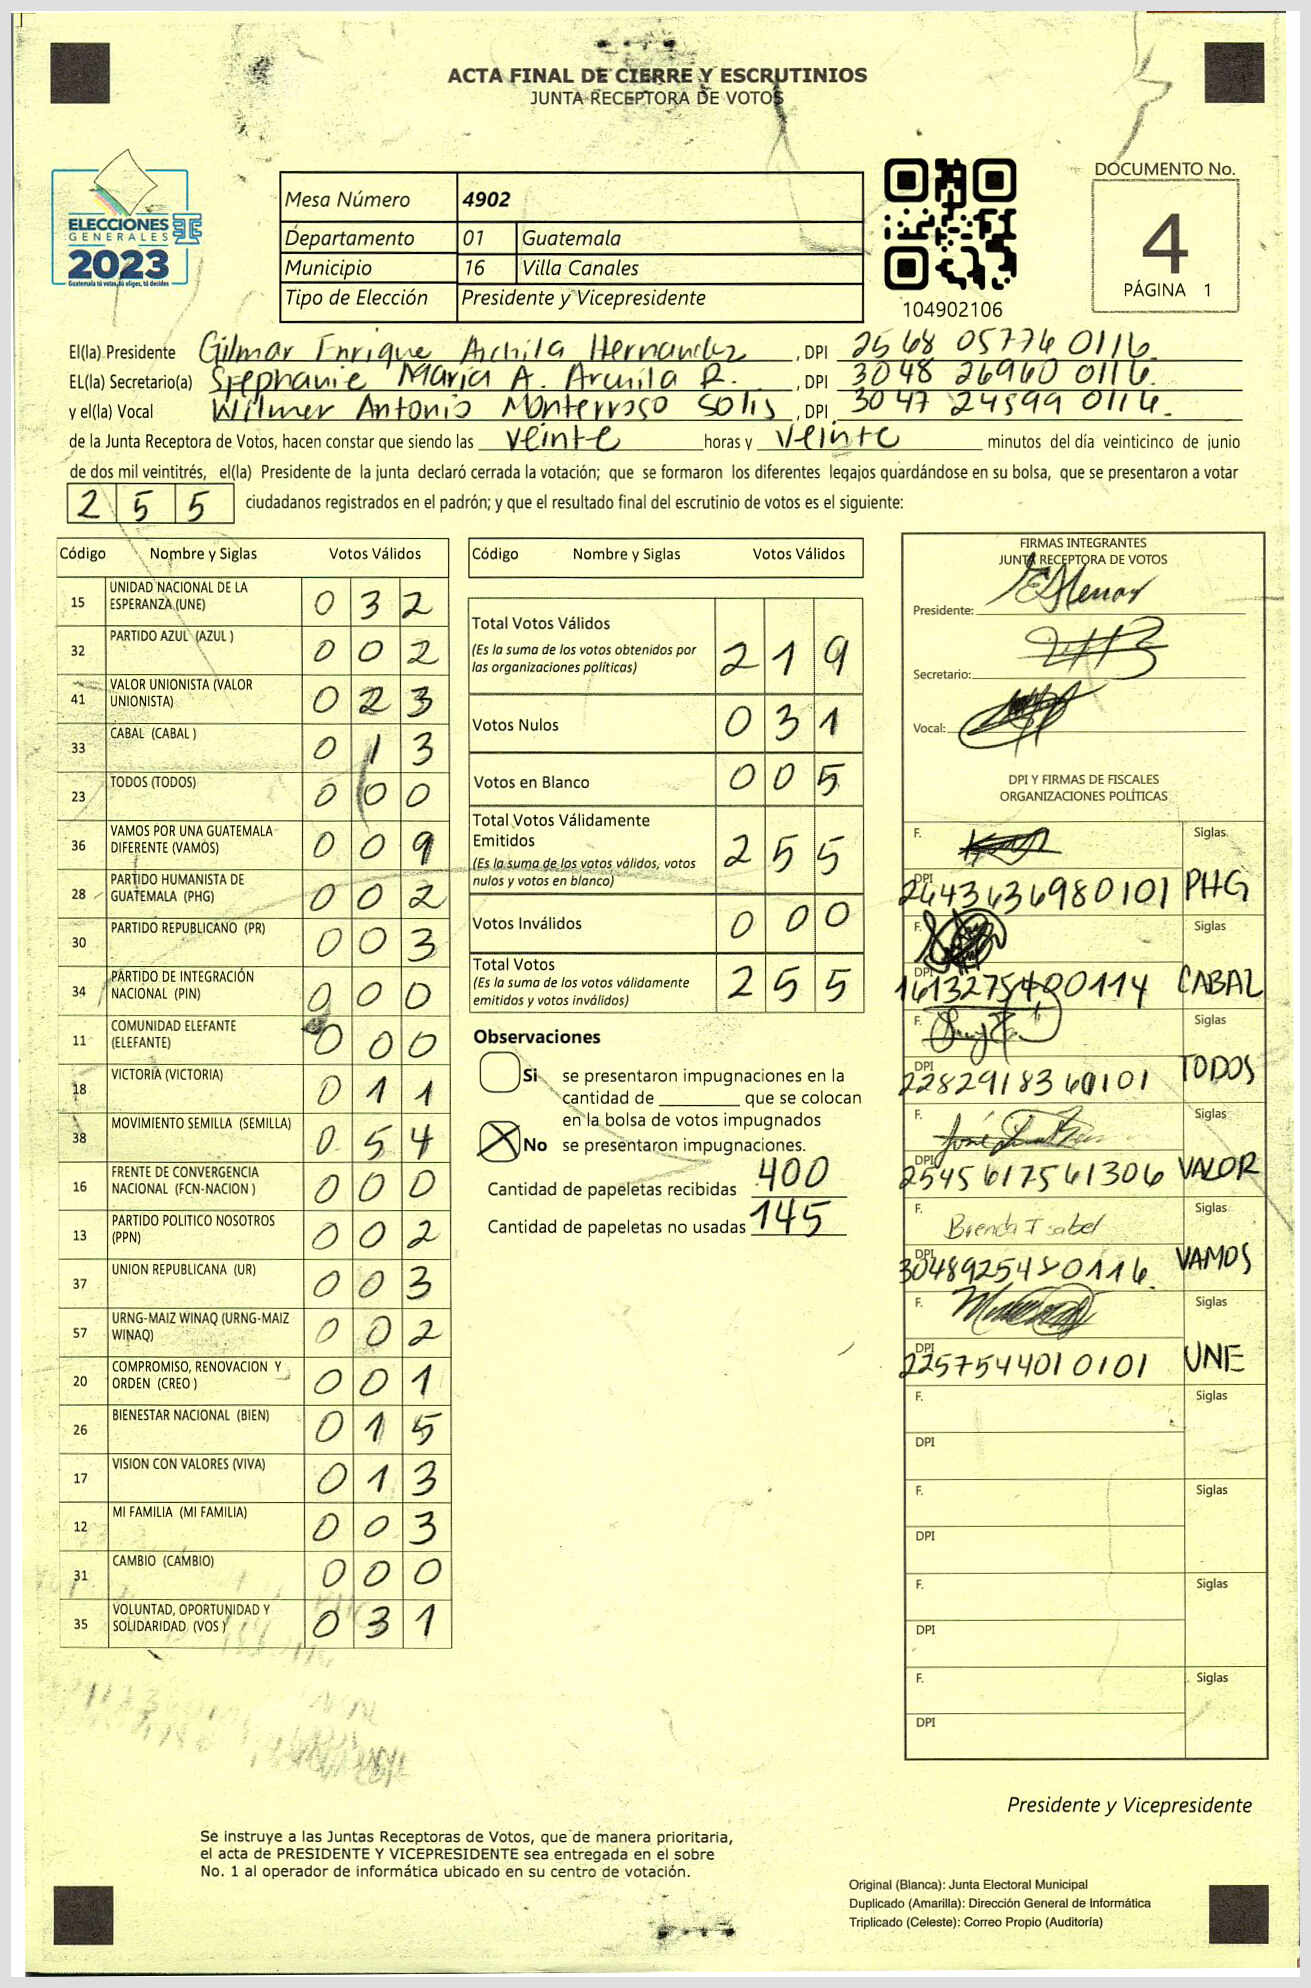 ACTA FINAL DE CIERRE Y ESCRUTINIOS
JUNTA RECEPTORA DE VOTOS
ELECCIONES
GENERALES
2023
Guatemala tú votas, tú eliges, tú decides
Mesa Número 4902
Departamento 01 Guatemala
Municipio 16 Villa Canales
Tipo de Elección Presidente y Vicepresidente
104902106
DOCUMENTO No.
4
PÁGINA 1
El(la) Presidente Gilmar Enrique Archila Hernandez, DPI 2568 05776 0116
EL(la) Secretario(a) Stephanie María A. Archila R., DPI 3048 26960 0116
y el(la) Vocal Wilmer Antonio Monterroso Solis, DPI 3047 24599 0116
de la Junta Receptora de Votos, hacen constar que siendo las veinte horas y veinte minutos del día veinticinco de junio
de dos mil veintitrés, el(la) Presidente de la junta declaró cerrada la votación; que se formaron los diferentes legajos guardándose en su bolsa, que se presentaron a votar
255 ciudadanos registrados en el padrón; y que el resultado final del escrutinio de votos es el siguiente:
Código Nombre y Siglas Votos Válidos
15 UNIDAD NACIONAL DE LA ESPERANZA (UNE) 0 3 2
32 PARTIDO AZUL (AZUL ) 0 0 2
41 VALOR UNIONISTA (VALOR UNIONISTA) 0 2 3
33 CABAL (CABAL ) 0 1 3
23 TODOS (TODOS) 0 0 0
36 VAMOS POR UNA GUATEMALA DIFERENTE (VAMOS) 0 0 9
28 PARTIDO HUMANISTA DE GUATEMALA (PHG) 0 0 2
30 PARTIDO REPUBLICANO (PR) 0 0 3
34 PARTIDO DE INTEGRACIÓN NACIONAL (PIN) 0 0 0
11 COMUNIDAD ELEFANTE (ELEFANTE) 0 0 0
18 VICTORIA (VICTORIA) 0 1 1
38 MOVIMIENTO SEMILLA (SEMILLA) 0 5 4
16 FRENTE DE CONVERGENCIA NACIONAL (FCN-NACION ) 0 0 0
13 PARTIDO POLITICO NOSOTROS (PPN) 0 0 2
37 UNION REPUBLICANA (UR) 0 0 3
57 URNG-MAIZ WINAQ (URNG-MAIZ WINAQ) 0 0 2
20 COMPROMISO, RENOVACION Y ORDEN (CREO ) 0 0 1
26 BIENESTAR NACIONAL (BIEN) 0 1 5
17 VISION CON VALORES (VIVA) 0 1 3
12 MI FAMILIA (MI FAMILIA) 0 0 3
31 CAMBIO (CAMBIO) 0 0 0
35 VOLUNTAD, OPORTUNIDAD Y SOLIDARIDAD (VOS ) 0 3 1
Código Nombre y Siglas Votos Válidos
Total Votos Válidos 2 1 9
(Es la suma de los votos obtenidos por
las organizaciones políticas)
Votos Nulos 0 3 1
Votos en Blanco 0 0 5
Total Votos Válidamente
Emitidos 2 5 5
(Es la suma de los votos válidos, votos
nulos y votos en blanco)
Votos Inválidos 0 0 0
Total Votos 2 5 5
(Es la suma de los votos válidamente
emitidos y votos inválidos)
Observaciones
Si se presentaron impugnaciones en la
cantidad de ________ que se colocan
en la bolsa de votos impugnados
X No se presentaron impugnaciones.
Cantidad de papeletas recibidas 400
Cantidad de papeletas no usadas 145
FIRMAS INTEGRANTES
JUNTA RECEPTORA DE VOTOS
Presidente:
Secretario:
Vocal:
DPI Y FIRMAS DE FISCALES
ORGANIZACIONES POLÍTICAS
F. Siglas
DPI 2443636980101 PHG
F. Siglas
DPI 1613275400114 CABAL
F. Siglas
DPI 2282918360101 TODOS
F. Siglas
DPI 2545617561306 VALOR
F. Brenda Isabel Siglas
DPI VAMOS
F. Siglas
DPI 2257544010101 UNE
F. Siglas
DPI
F. Siglas
DPI
F. Siglas
DPI
F. Siglas
DPI
Presidente y Vicepresidente
Se instruye a las Juntas Receptoras de Votos, que de manera prioritaria,
el acta de PRESIDENTE Y VICEPRESIDENTE sea entregada en el sobre
No. 1 al operador de informática ubicado en su centro de votación.
Original (Blanca): Junta Electoral Municipal
Duplicado (Amarilla): Dirección General de Informática
Triplicado (Celeste): Correo Propio (Auditoría)